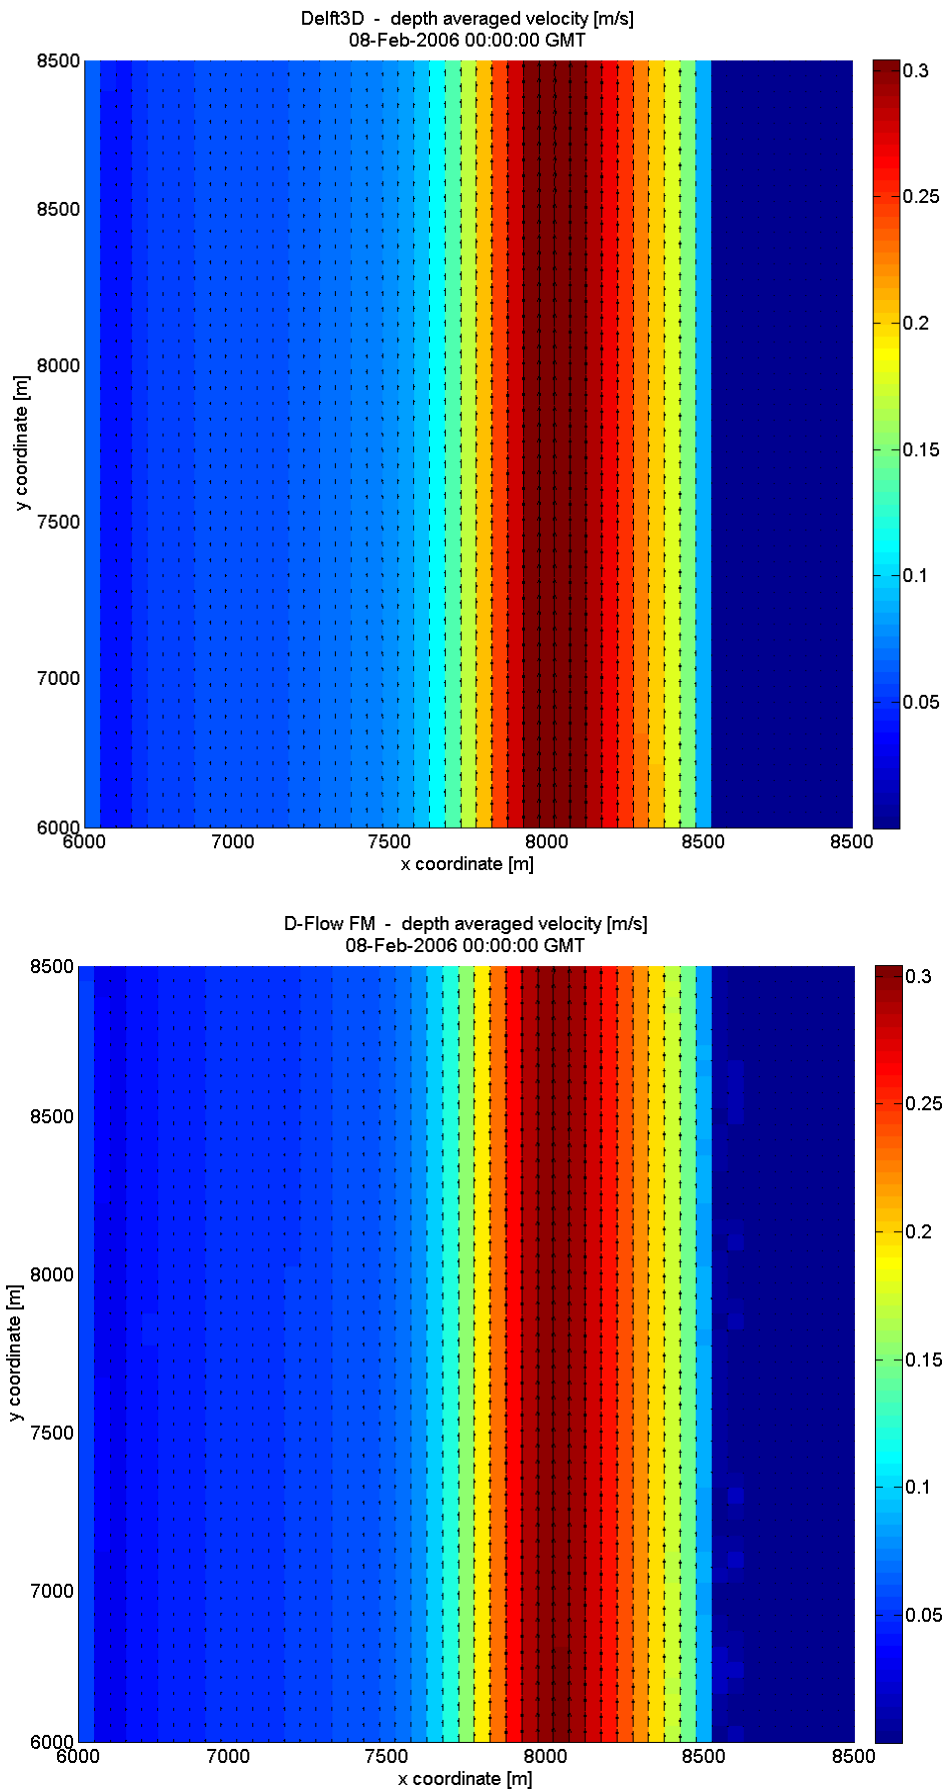 Delft3D - depth averaged velocity [m/s]
08-Feb-2006 00:00:00 GMT
8500
8500
8000
7500
7000
6000
y coordinate [m]
6000 7000 7500 8000 8500 8500
x coordinate [m]
0.3
0.25
0.2
0.15
0.1
0.05
D-Flow FM - depth averaged velocity [m/s]
08-Feb-2006 00:00:00 GMT
8500
8500
8000
7500
7000
6000
y coordinate [m]
6000 7000 7500 8000 8500 8500
x coordinate [m]
0.3
0.25
0.2
0.15
0.1
0.05